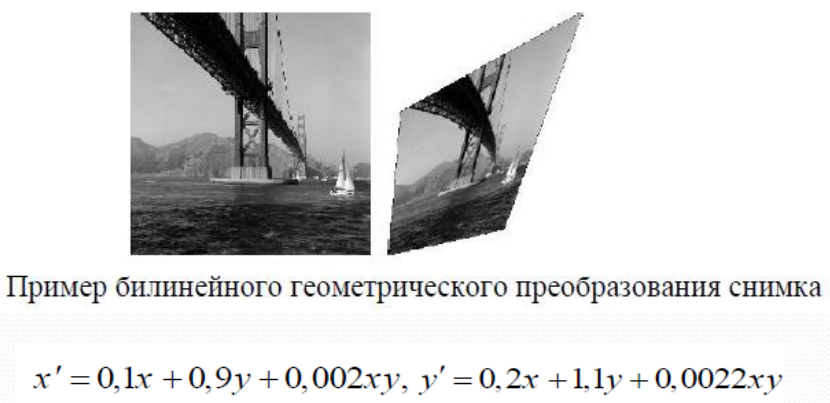 Пример билинейного геометрического преобразования снимка
x′ = 0,1x + 0,9y + 0,002xy, y′ = 0,2x + 1,1y + 0,0022xy